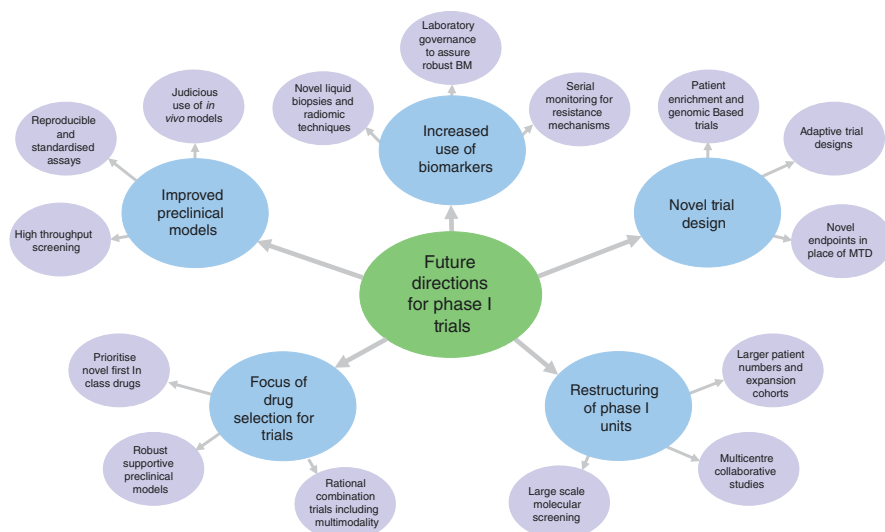 Laboratory
governance to
assure robust BM
Novel liquid
biopsies and
radiomic
techniques
Serial
monitoring for
resistance
mechanisms
Increased
use of
biomarkers
Judicious
use of in
vivo models
Reproducible
and
standardised
assays
High throughput
screening
Improved
preclinical
models
Patient
enrichment and
genomic Based
trials
Adaptive trial
designs
Novel
endpoints in
place of MTD
Novel trial
design
Future
directions
for phase I
trials
Prioritise
novel first In
class drugs
Robust
supportive
preclinical
models
Rational
combination
trials including
multimodality
Focus of
drug
selection for
trials
Larger
patient
numbers and
expansion
cohorts
Multicentre
collaborative
studies
Large scale
molecular
screening
Restructuring
of phase I
units